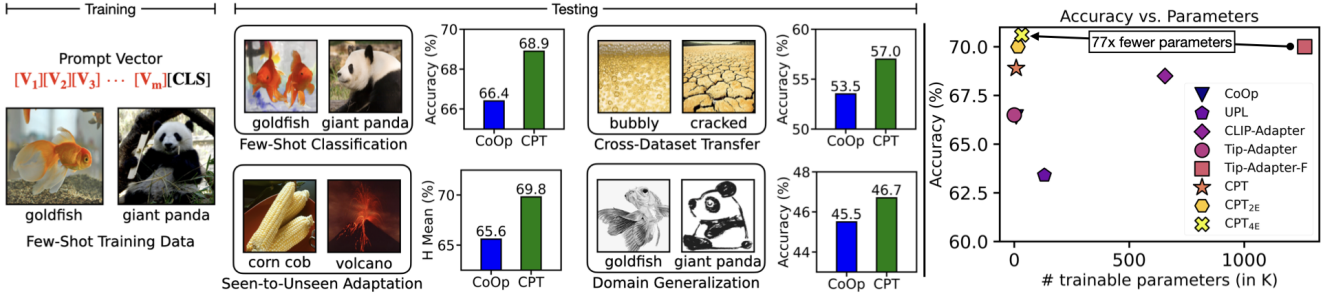 Training
Prompt Vector
[V1][V2][V3] ··· [Vm][CLS]
goldfish
giant panda
Few-Shot Training Data
Testing
goldfish
giant panda
Few-Shot Classification
Accuracy (%)
70
68
66
66.4
68.9
CoOp
CPT
bubbly
cracked
Cross-Dataset Transfer
Accuracy (%)
60
55
50
53.5
57.0
CoOp
CPT
corn cob
volcano
Seen-to-Unseen Adaptation
H Mean (%)
70
65
65.6
69.8
CoOp
CPT
goldfish
giant panda
Domain Generalization
Accuracy (%)
48
46
44
45.5
46.7
CoOp
CPT
Accuracy vs. Parameters
Accuracy (%)
70.0
67.5
65.0
62.5
60.0
77x fewer parameters
CoOp
UPL
CLIP-Adapter
Tip-Adapter
Tip-Adapter-F
CPT
CPT2E
CPT4E
0
500
1000
# trainable parameters (in K)